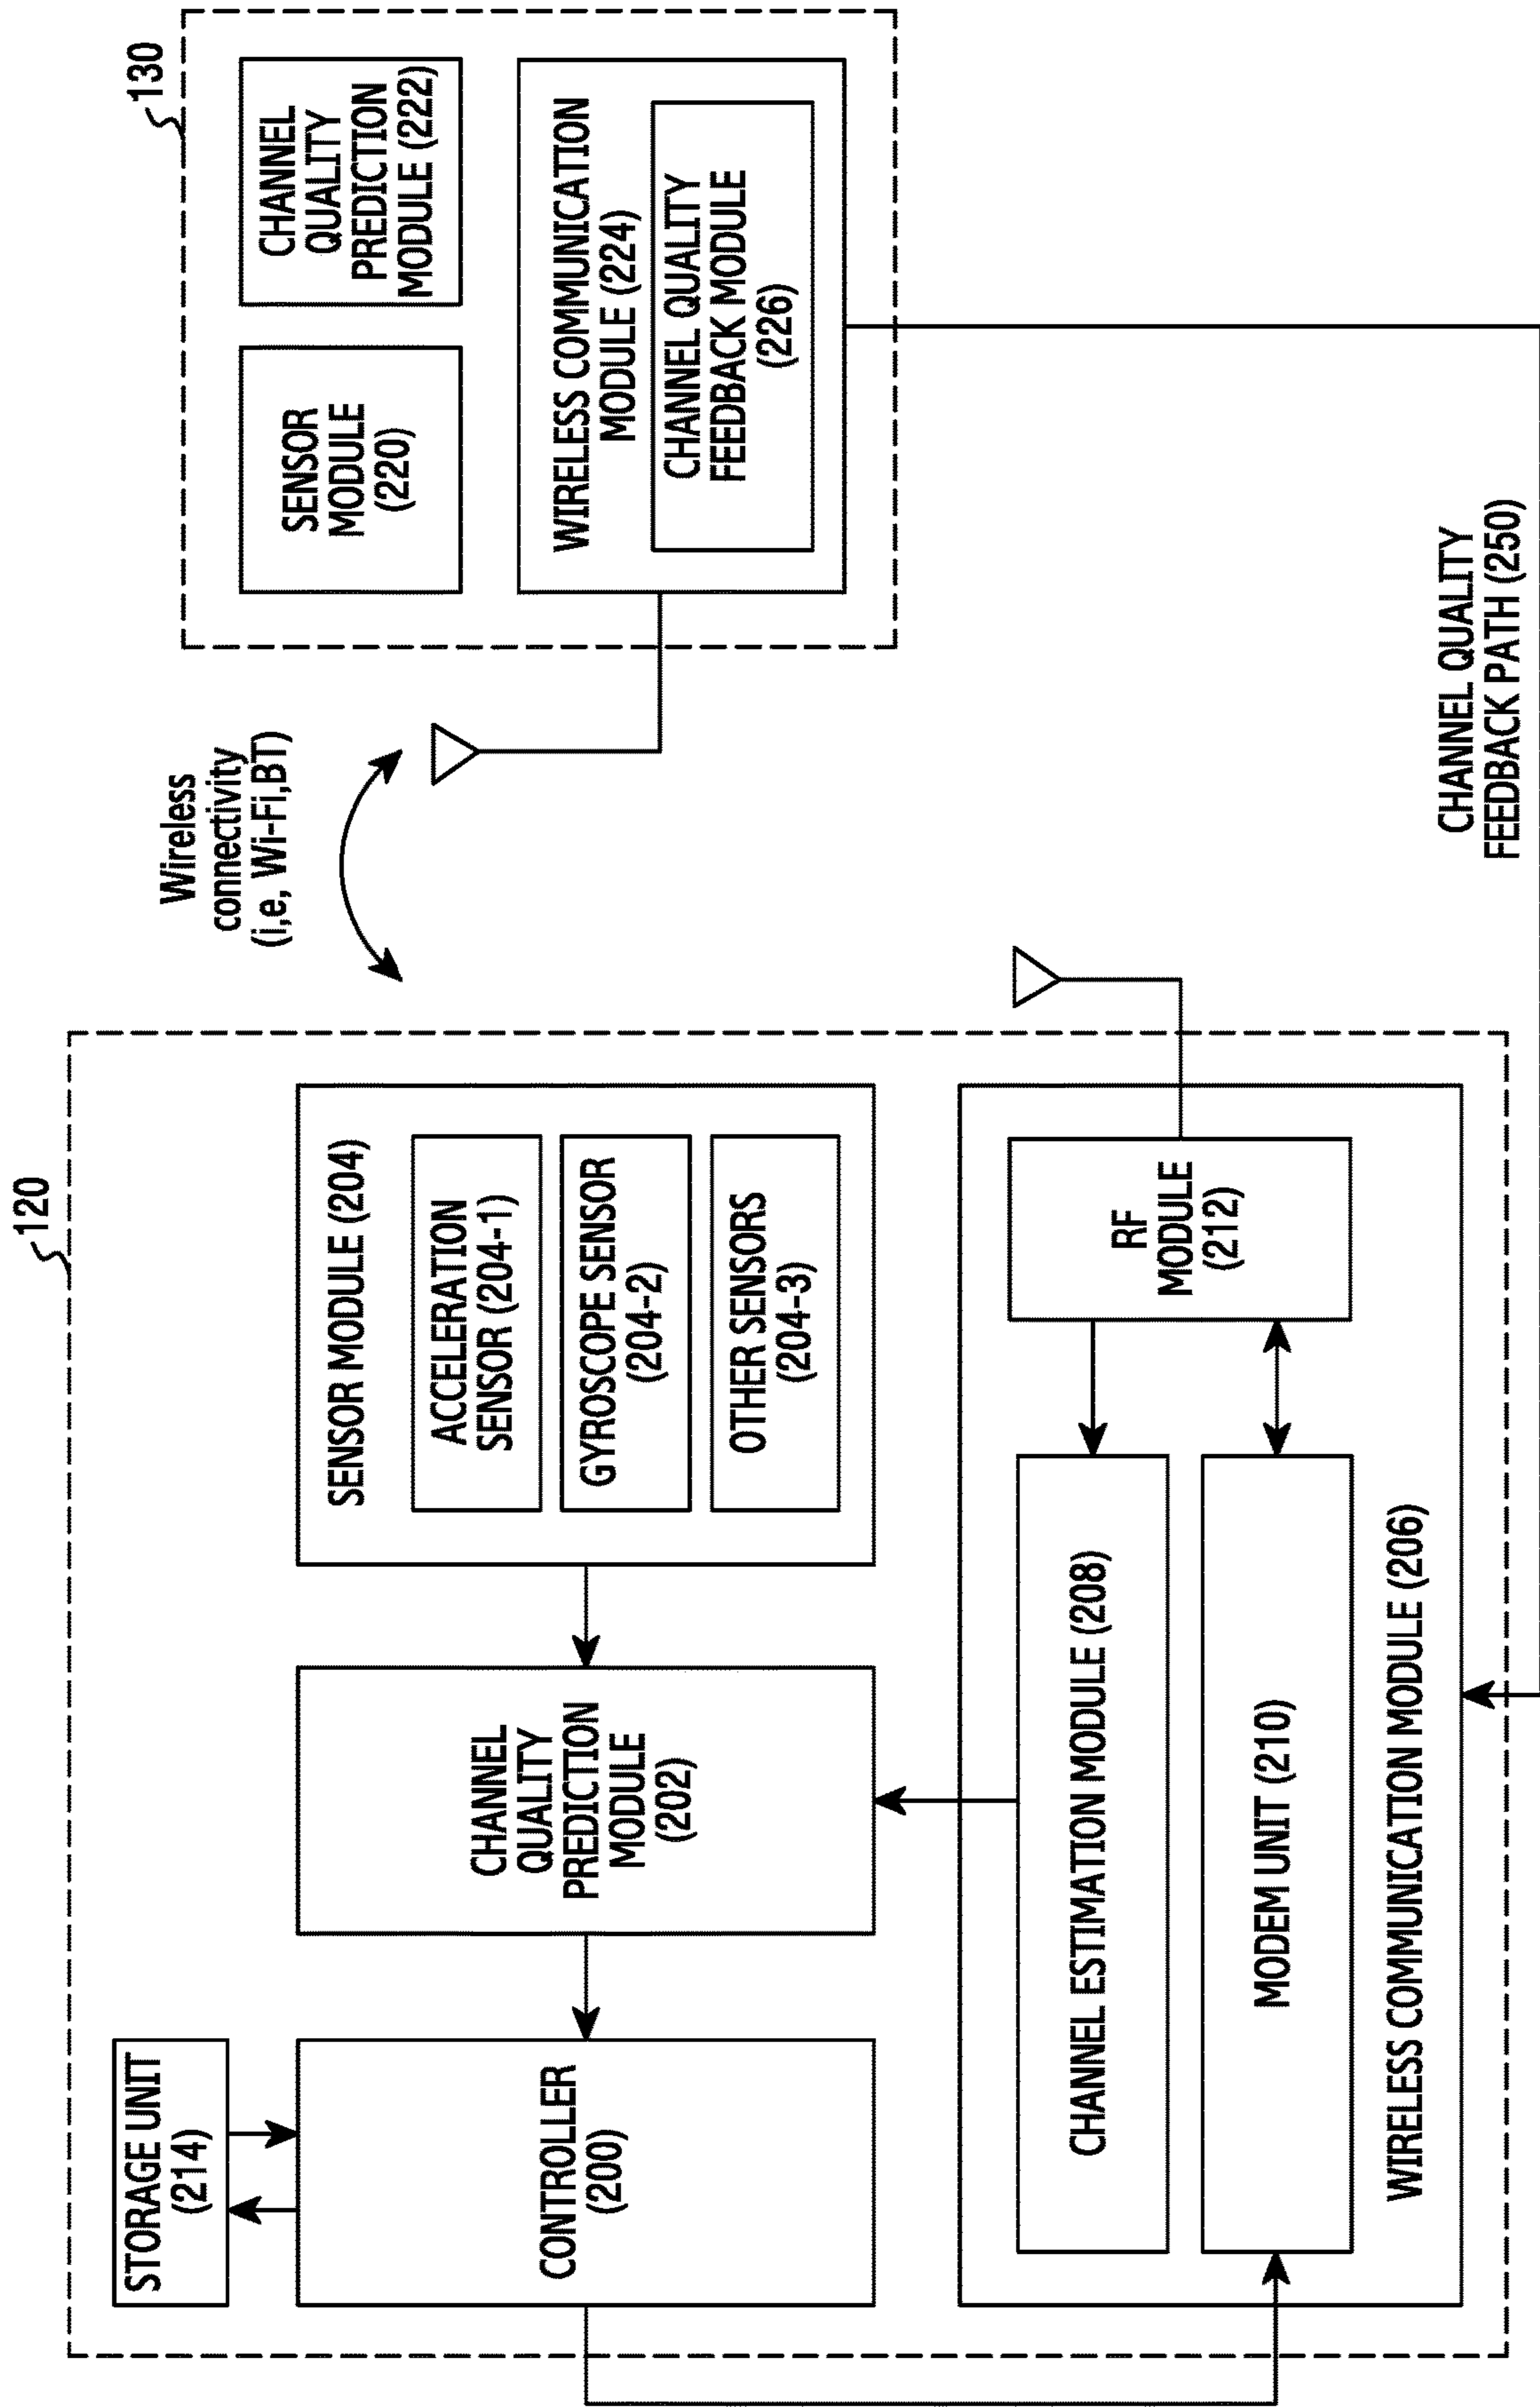 120
STORAGE UNIT
(214)
CONTROLLER
(200)
CHANNEL
QUALITY
PREDICTION
MODULE
(202)
SENSOR MODULE (204)
ACCELERATION
SENSOR (204-1)
GYROSCOPE SENSOR
(204-2)
OTHER SENSORS
(204-3)
CHANNEL ESTIMATION MODULE (208)
MODEM UNIT (210)
RF
MODULE
(212)
WIRELESS COMMUNICATION MODULE (206)
Wireless
connectivity
(i,e, Wi-Fi,BT)
130
SENSOR
MODULE
(220)
CHANNEL
QUALITY
PREDICTION
MODULE (222)
WIRELESS COMMUNICATION
MODULE (224)
CHANNEL QUALITY
FEEDBACK MODULE
(226)
CHANNEL QUALITY
FEEDBACK PATH (250)